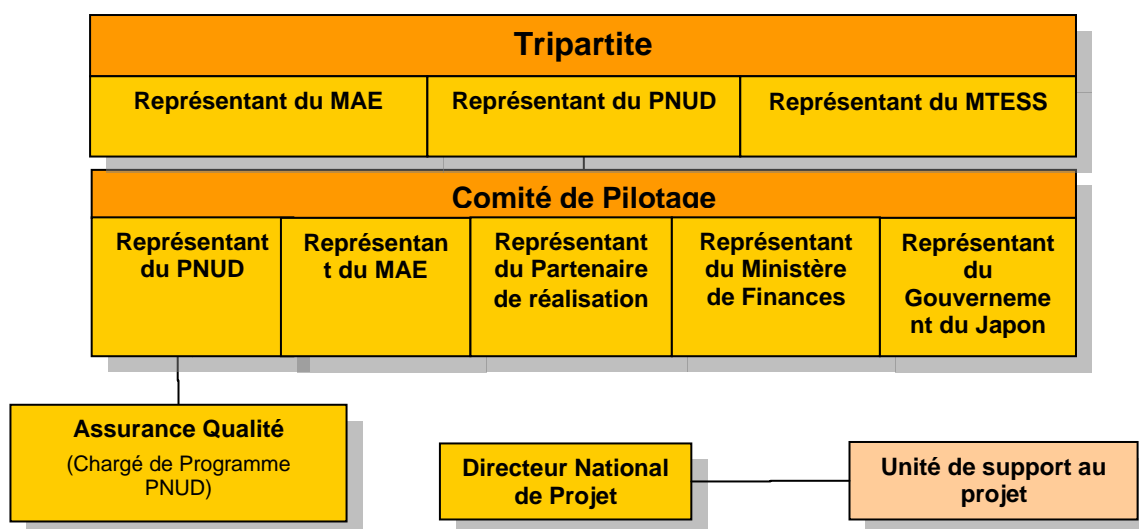 Tripartite
Représentant du MAE
Représentant du PNUD
Représentant du MTESS
Comité de Pilotage
Représentant
du PNUD
Représentan
t du MAE
Représentant
du Partenaire
de réalisation
Représentant
du Ministère
de Finances
Représentant
du
Gouverneme
nt du Japon
Assurance Qualité
(Chargé de Programme
PNUD)
Directeur National
de Projet
Unité de support au
projet